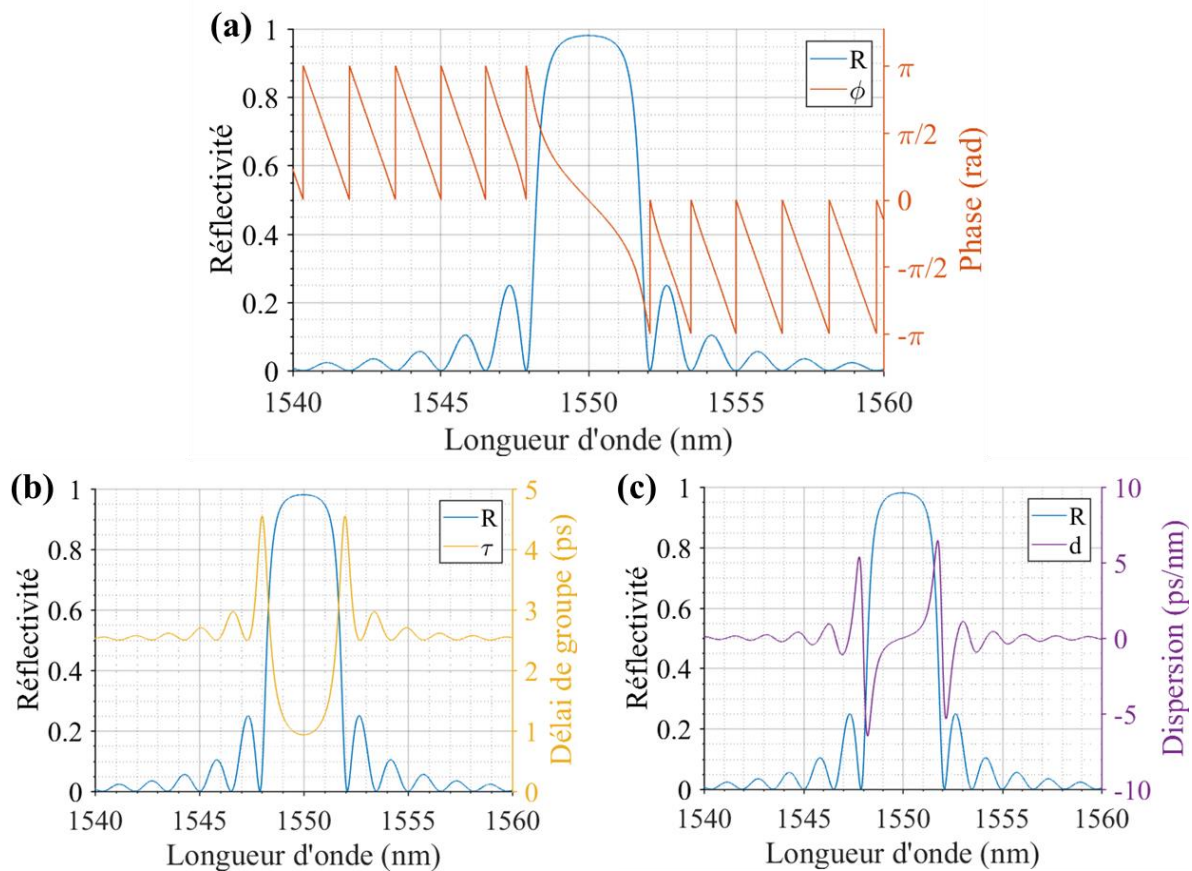 (a)
1
0.8
0.6
0.4
0.2
0
Réflectivité
R
ϕ
π
π/2
0
-π/2
-π
Phase (rad)
1540 1545 1550 1555 1560
Longueur d'onde (nm)
(b)
1
0.8
0.6
0.4
0.2
0
Réflectivité
R
τ
5
4
3
2
1
0
Délai de groupe (ps)
1540 1545 1550 1555 1560
Longueur d'onde (nm)
(c)
1
0.8
0.6
0.4
0.2
0
Réflectivité
R
d
10
5
0
-5
-10
Dispersion (ps/nm)
1540 1545 1550 1555 1560
Longueur d'onde (nm)